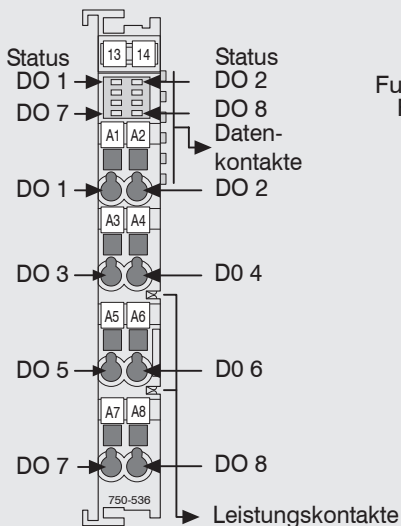 13 14
Status Status
DO 1 DO 2
DO 7 DO 8
A1 A2
Daten-
kontakte
DO 1 DO 2
A3 A4
DO 3 D0 4
A5 A6
DO 5 D0 6
A7 A8
DO 7 DO 8
750-536
Leistungskontakte